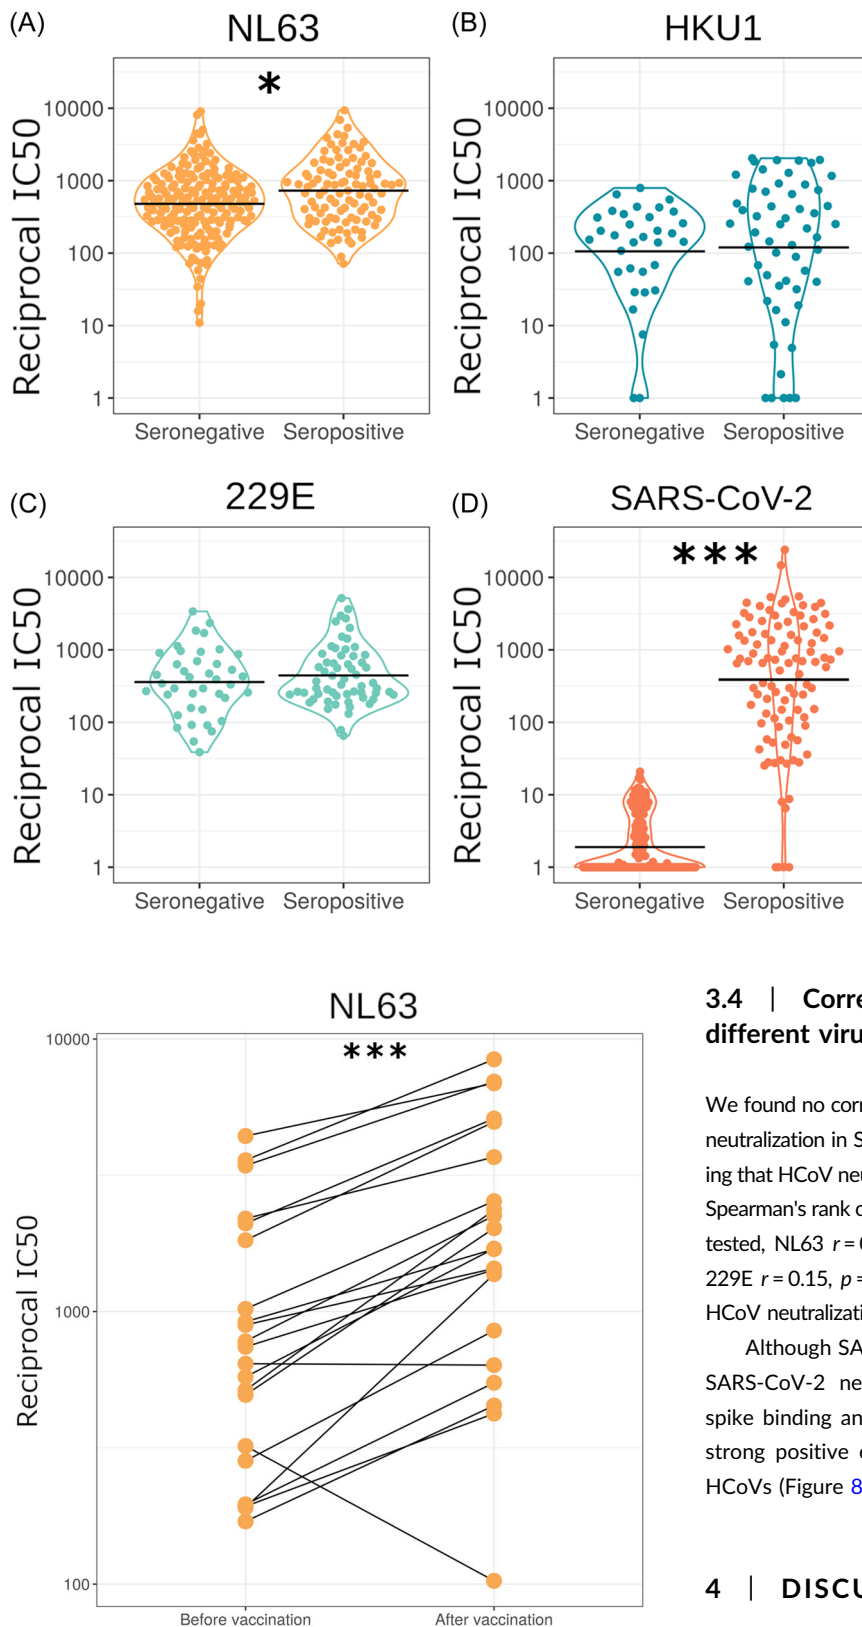 (A)
NL63
*
Reciprocal IC50
10000
1000
100
10
1
Seronegative
Seropositive
(B)
HKU1
Reciprocal IC50
10000
1000
100
10
1
Seronegative
Seropositive
(C)
229E
Reciprocal IC50
10000
1000
100
10
1
Seronegative
Seropositive
(D)
SARS-CoV-2
***
Reciprocal IC50
10000
1000
100
10
1
Seronegative
Seropositive
NL63
***
Reciprocal IC50
10000
1000
100
Before vaccination
After vaccination
3.4 | Corre
different viru
We found no corr
neutralization in S
ing that HCoV neu
Spearman's rank c
tested, NL63 r = 
229E r = 0.15, p =
HCoV neutralizati
Although SA
SARS-CoV-2 ne
spike binding an
strong positive c
HCoVs (Figure 8
4 | DISCU